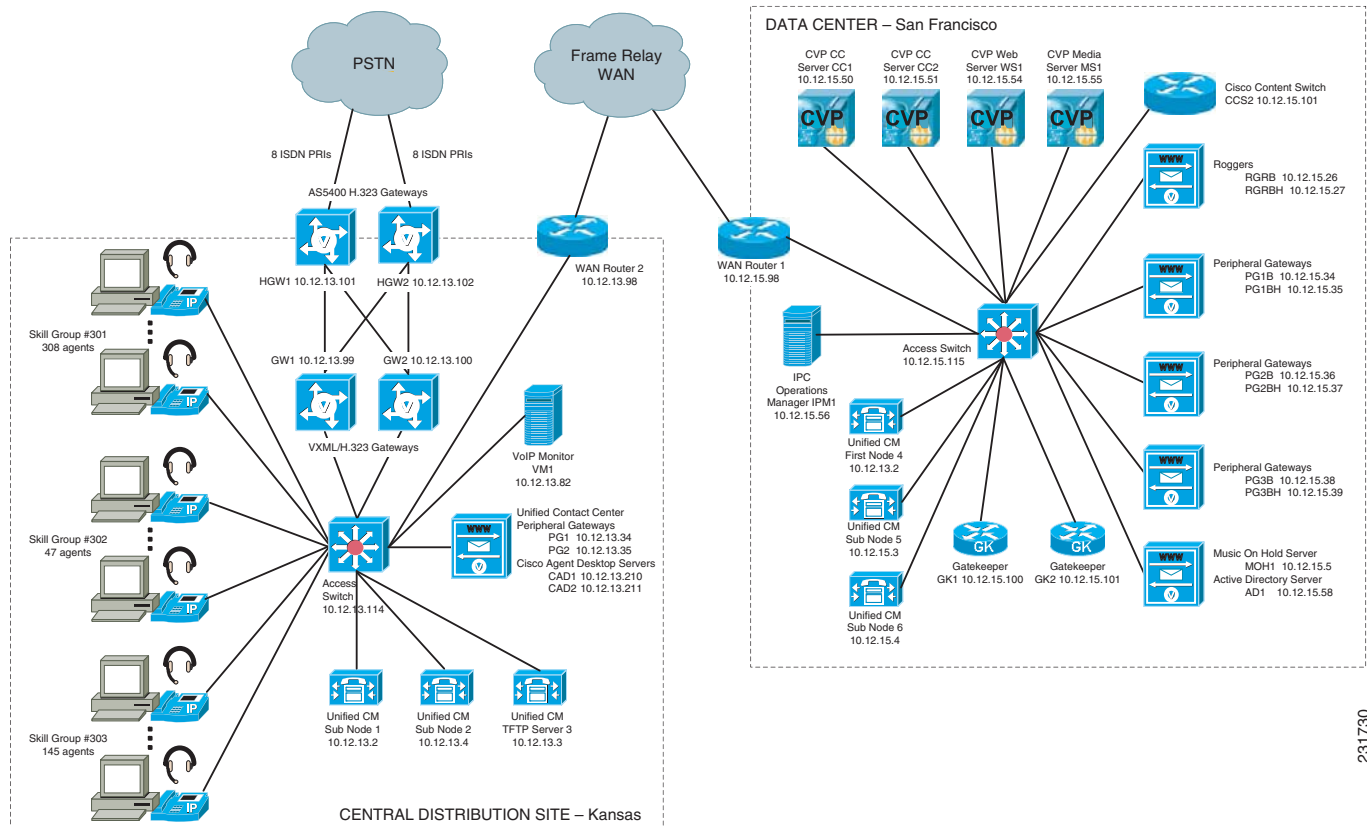 PSTN
Frame Relay
WAN
8 ISDN PRIs
8 ISDN PRIs
AS5400 H.323 Gateways
HGW1 10.12.13.101
HGW2 10.12.13.102
WAN Router 2
10.12.13.98
WAN Router 1
10.12.15.98
GW1 10.12.13.99
GW2 10.12.13.100
VXML/H.323 Gateways
VoIP Monitor
VM1
10.12.13.82
Skill Group #301
308 agents
IP
IP
Skill Group #302
47 agents
IP
IP
Skill Group #303
145 agents
IP
IP
Access
Switch
10.12.13.114
WWW
Unified Contact Center
Peripheral Gateways
PG1 10.12.13.34
PG2 10.12.13.35
Cisco Agent Desktop Servers
CAD1 10.12.13.210
CAD2 10.12.13.211
Unified CM
Sub Node 1
10.12.13.2
Unified CM
Sub Node 2
10.12.13.4
Unified CM
TFTP Server 3
10.12.13.3
CENTRAL DISTRIBUTION SITE – Kansas
DATA CENTER – San Francisco
CVP CC
Server CC1
10.12.15.50
CVP
CVP CC
Server CC2
10.12.15.51
CVP
CVP Web
Server WS1
10.12.15.54
CVP
CVP Media
Server MS1
10.12.15.55
CVP
Cisco Content Switch
CCS2 10.12.15.101
WWW
Roggers
RGRB 10.12.15.26
RGRBH 10.12.15.27
WWW
Peripheral Gateways
PG1B 10.12.15.34
PG1BH 10.12.15.35
WWW
Peripheral Gateways
PG2B 10.12.15.36
PG2BH 10.12.15.37
WWW
Peripheral Gateways
PG3B 10.12.15.38
PG3BH 10.12.15.39
WWW
Music On Hold Server
MOH1 10.12.15.5
Active Directory Server
AD1 10.12.15.58
Access Switch
10.12.15.115
IPC
Operations
Manager IPM1
10.12.15.56
Unified CM
First Node 4
10.12.13.2
Unified CM
Sub Node 5
10.12.15.3
Unified CM
Sub Node 6
10.12.15.4
GK
Gatekeeper
GK1 10.12.15.100
GK
Gatekeeper
GK2 10.12.15.101
231730
V
V
V
V
V
V
V
V
V
V